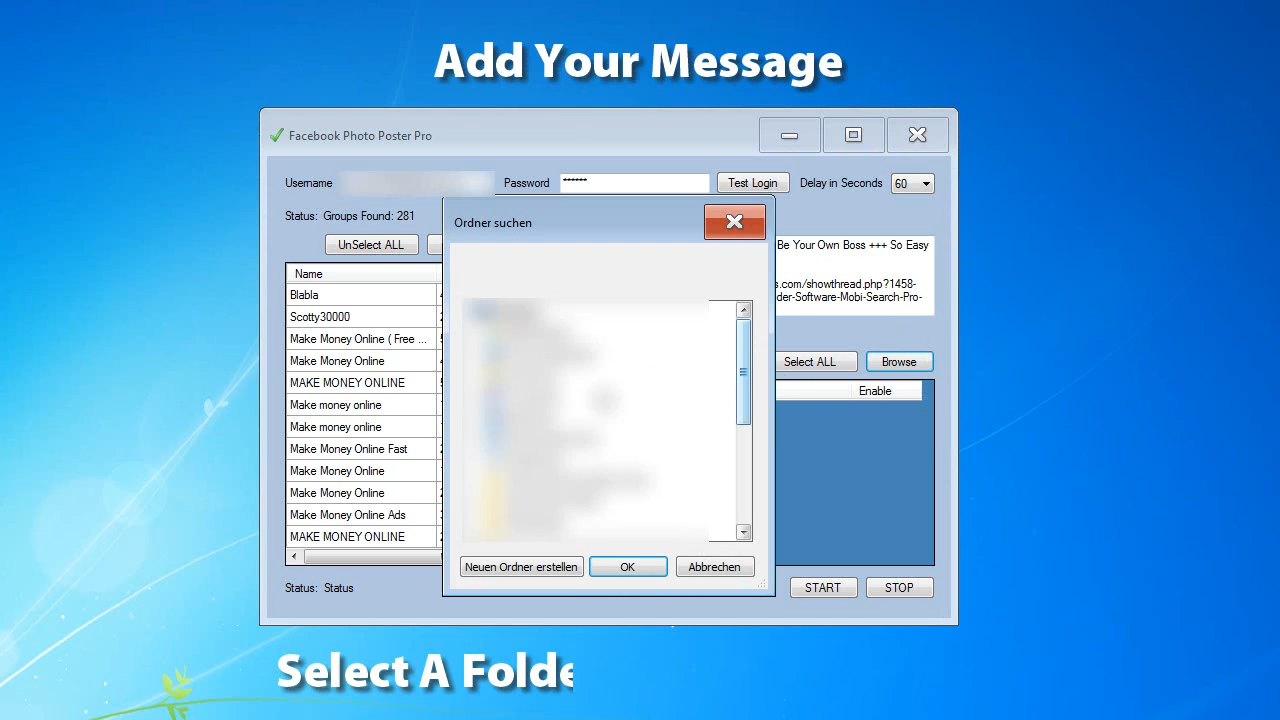 Add Your Message
Facebook Photo Poster Pro
Username Password ****** Test Login Delay in Seconds 60
Status: Groups Found: 281
Ordner suchen
UnSelect ALL
Be Your Own Boss +++ So Easy
s.com/showthread.php?1458-
der-Software-Mobi-Search-Pro-
Name
Blabla
Scotty30000
Make Money Online ( Free ...
Make Money Online
MAKE MONEY ONLINE
Make money online
Make money online
Make Money Online Fast
Make Money Online
Make Money Online
Make Money Online Ads
MAKE MONEY ONLINE
Select ALL Browse
Enable
Neuen Ordner erstellen OK Abbrechen
Status: Status START STOP
Select A Folde